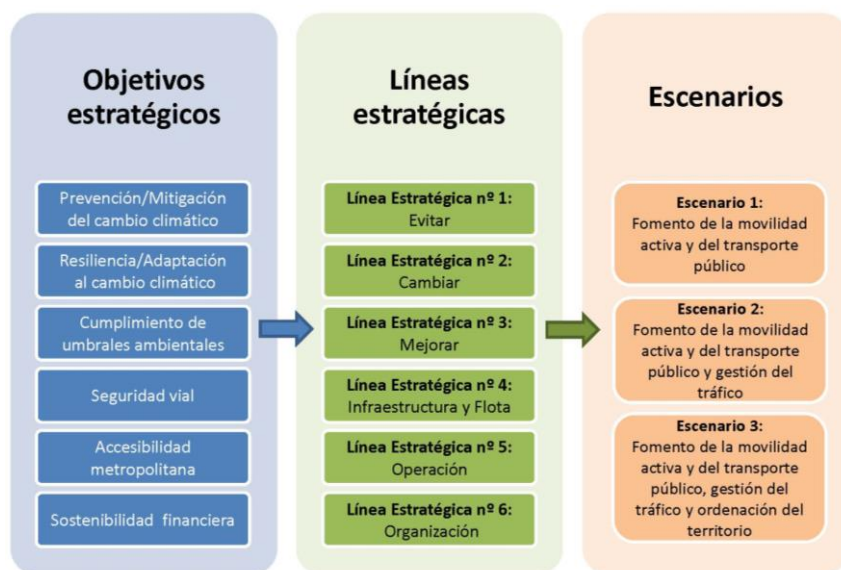 Objetivos
estratégicos
Prevención/Mitigación
del cambio climático
Resiliencia/Adaptación
al cambio climático
Cumplimiento de
umbrales ambientales
Seguridad vial
Accesibilidad
metropolitana
Sostenibilidad financiera
Líneas
estratégicas
Línea Estratégica nº 1:
Evitar
Línea Estratégica nº 2:
Cambiar
Línea Estratégica nº 3:
Mejorar
Línea Estratégica nº 4:
Infraestructura y Flota
Línea Estratégica nº 5:
Operación
Línea Estratégica nº 6:
Organización
Escenarios
Escenario 1:
Fomento de la movilidad
activa y del transporte
público
Escenario 2:
Fomento de la movilidad
activa y del transporte
público y gestión del
tráfico
Escenario 3:
Fomento de la movilidad
activa y del transporte
público, gestión del
tráfico y ordenación del
territorio